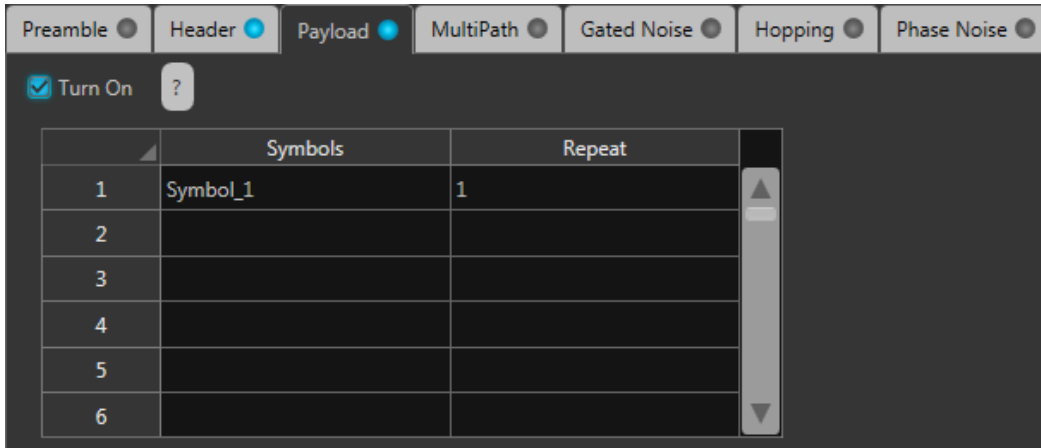 Preamble Header Payload MultiPath Gated Noise Hopping Phase Noise
Turn On ?
Symbols Repeat
1 Symbol_1 1
2
3
4
5
6